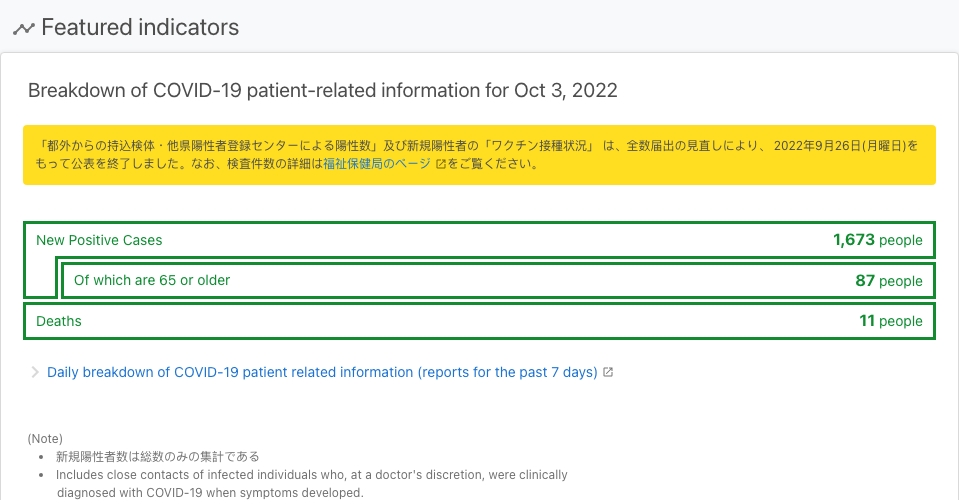 Featured indicators
Breakdown of COVID-19 patient-related information for Oct 3, 2022
「都外からの持込検体・他県陽性者登録センターによる陽性数」及び新規陽性者の「ワクチン接種状況」 は、全数届出の見直しにより、 2022年9月26日(月曜日)を
もって公表を終了しました。なお、検査件数の詳細は福祉保健局のページ をご覧ください。
New Positive Cases 1,673 people
Of which are 65 or older 87 people
Deaths 11 people
Daily breakdown of COVID-19 patient related information (reports for the past 7 days)
(Note)
• 新規陽性者数は総数のみの集計である
• Includes close contacts of infected individuals who, at a doctor's discretion, were clinically
diagnosed with COVID-19 when symptoms developed.